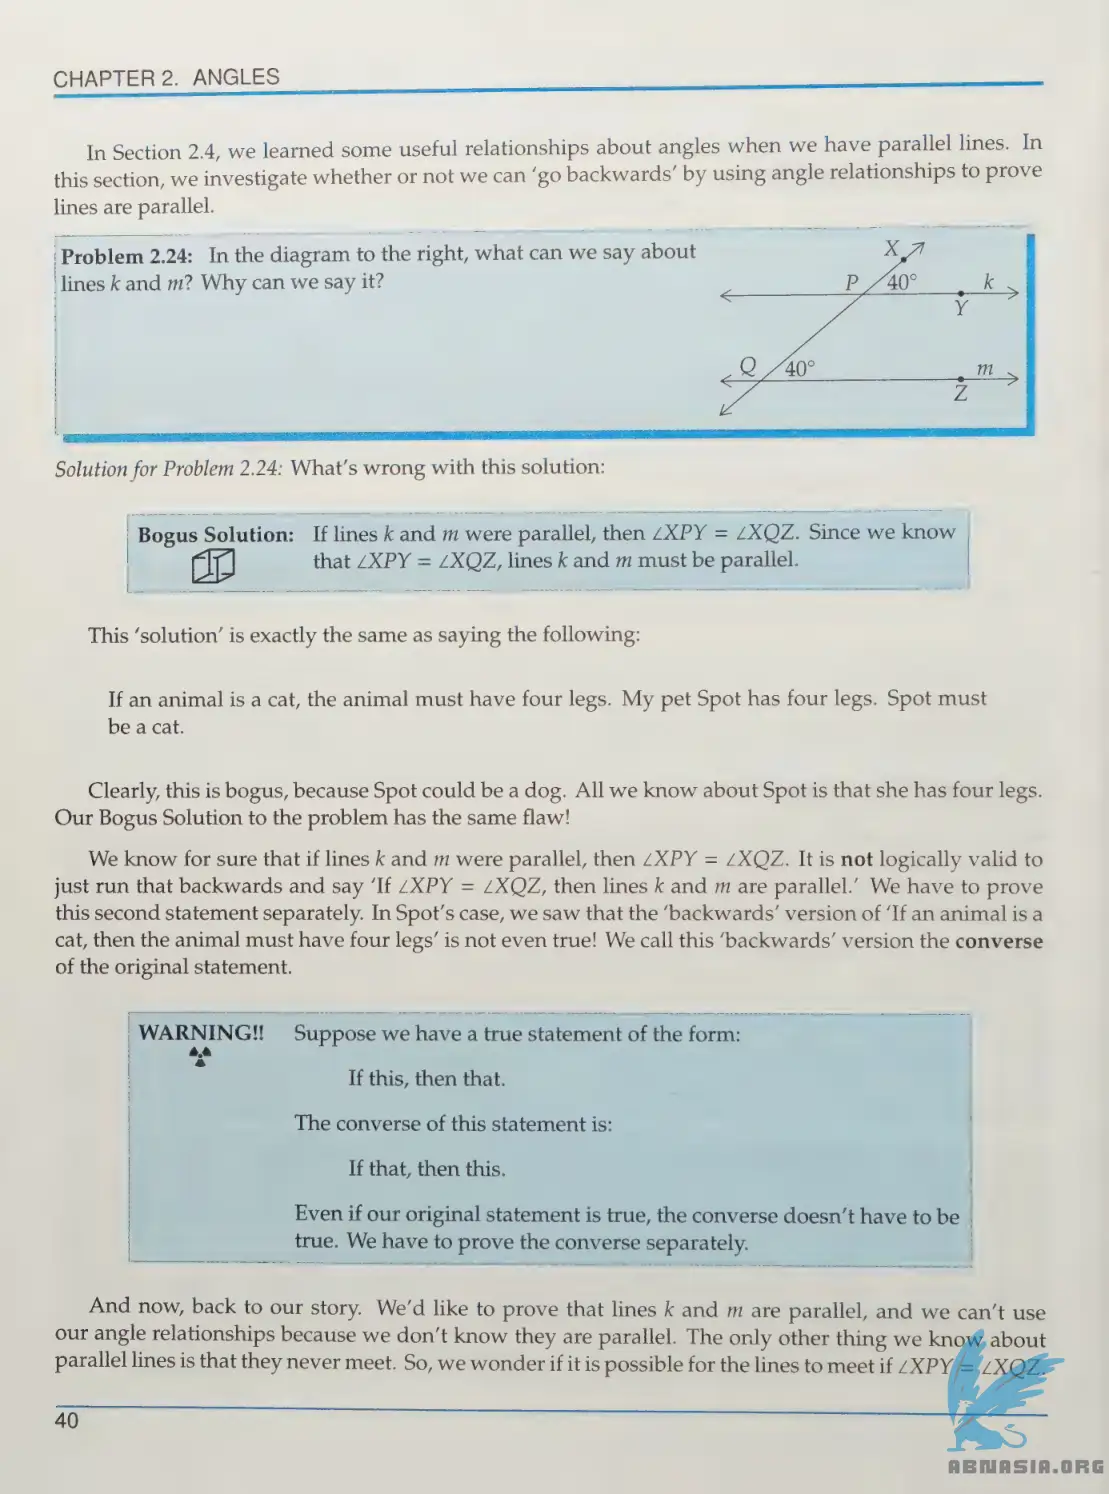 CHAPTER 2. ANGLES
In Section 2.4, we learned some useful relationships about angles when we have parallel lines. In
this section, we investigate whether or not we can 'go backwards' by using angle relationships to prove
lines are parallel.
Problem 2.24: In the diagram to the right, what can we say about
lines k and m? Why can we say it?
X
P 40° k
Y
Q 40° m
Z
Solution for Problem 2.24: What's wrong with this solution:
Bogus Solution: If lines k and m were parallel, then ∠XPY = ∠XQZ. Since we know
that ∠XPY = ∠XQZ, lines k and m must be parallel.
This 'solution' is exactly the same as saying the following:
If an animal is a cat, the animal must have four legs. My pet Spot has four legs. Spot must
be a cat.
Clearly, this is bogus, because Spot could be a dog. All we know about Spot is that she has four legs.
Our Bogus Solution to the problem has the same flaw!
We know for sure that if lines k and m were parallel, then ∠XPY = ∠XQZ. It is not logically valid to
just run that backwards and say 'If ∠XPY = ∠XQZ, then lines k and m are parallel.' We have to prove
this second statement separately. In Spot's case, we saw that the 'backwards' version of 'If an animal is a
cat, then the animal must have four legs' is not even true! We call this 'backwards' version the converse
of the original statement.
WARNING!! Suppose we have a true statement of the form:
If this, then that.
The converse of this statement is:
If that, then this.
Even if our original statement is true, the converse doesn't have to be
true. We have to prove the converse separately.
And now, back to our story. We'd like to prove that lines k and m are parallel, and we can't use
our angle relationships because we don't know they are parallel. The only other thing we know about
parallel lines is that they never meet. So, we wonder if it is possible for the lines to meet if ∠XPY = ∠XQZ.
40
ABNASIA.ORG